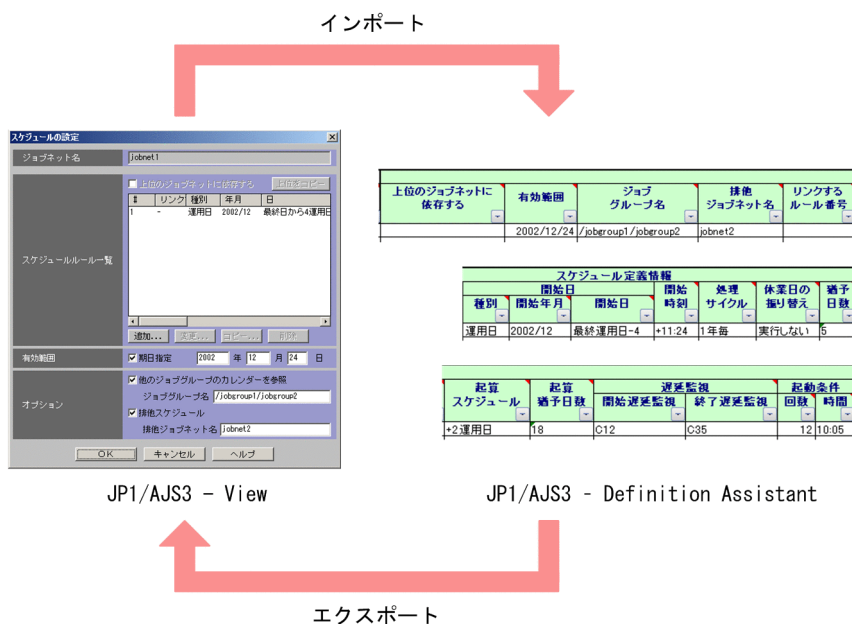 インポート
スケジュールの設定
ジョブネット名
jobnet1
上位のジョブネットに依存する
上位をコピー
# リンク 種別 年月 日
1 - 運用日 2002/12 最終日から4運用日
スケジュールルール一覧
追加... 変更... コピー... 削除
有効範囲
期日指定 2002 年 12 月 24 日
オプション
他のジョブグループのカレンダーを参照
ジョブグループ名 /jobgroup1/jobgroup2
排他スケジュール
排他ジョブネット名 jobnet2
OK キャンセル ヘルプ
JP1/AJS3 - View
上位のジョブネットに
依存する
有効範囲
ジョブ
グループ名
排他
ジョブネット名
リンクする
ルール番号
2002/12/24 /jobgroup1/jobgroup2 jobnet2
スケジュール定義情報
開始日
種別 開始年月 開始日
開始
時刻
処理
サイクル
休業日の
振り替え
猶予
日数
運用日 2002/12 最終運用日-4 +11:24 1年毎 実行しない 5
起算
スケジュール
起算
猶予日数
遅延監視
開始遅延監視 終了遅延監視
起動条件
回数 時間
+2運用日 18 C12 C35 12 10:05
JP1/AJS3 - Definition Assistant
エクスポート